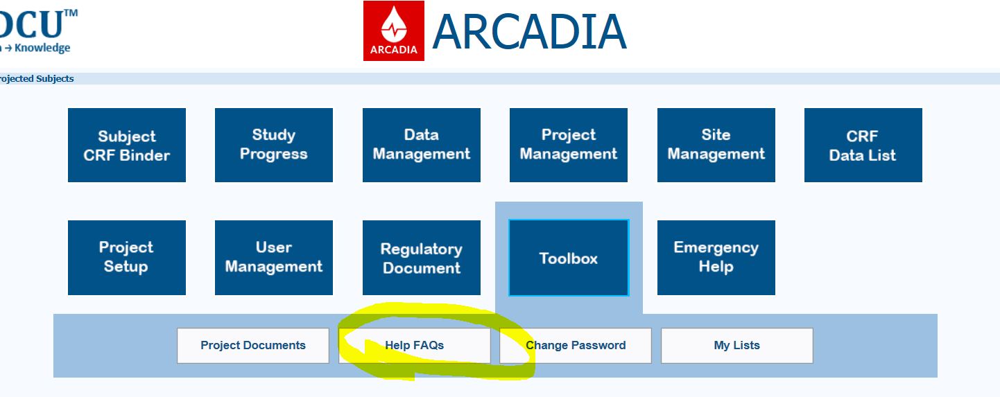 DCU™
→ Knowledge
ARCADIA
ARCADIA
Projected Subjects
Subject
CRF Binder
Study
Progress
Data
Management
Project
Management
Site
Management
CRF
Data List
Project
Setup
User
Management
Regulatory
Document
Toolbox
Emergency
Help
Project Documents
Help FAQs
Change Password
My Lists